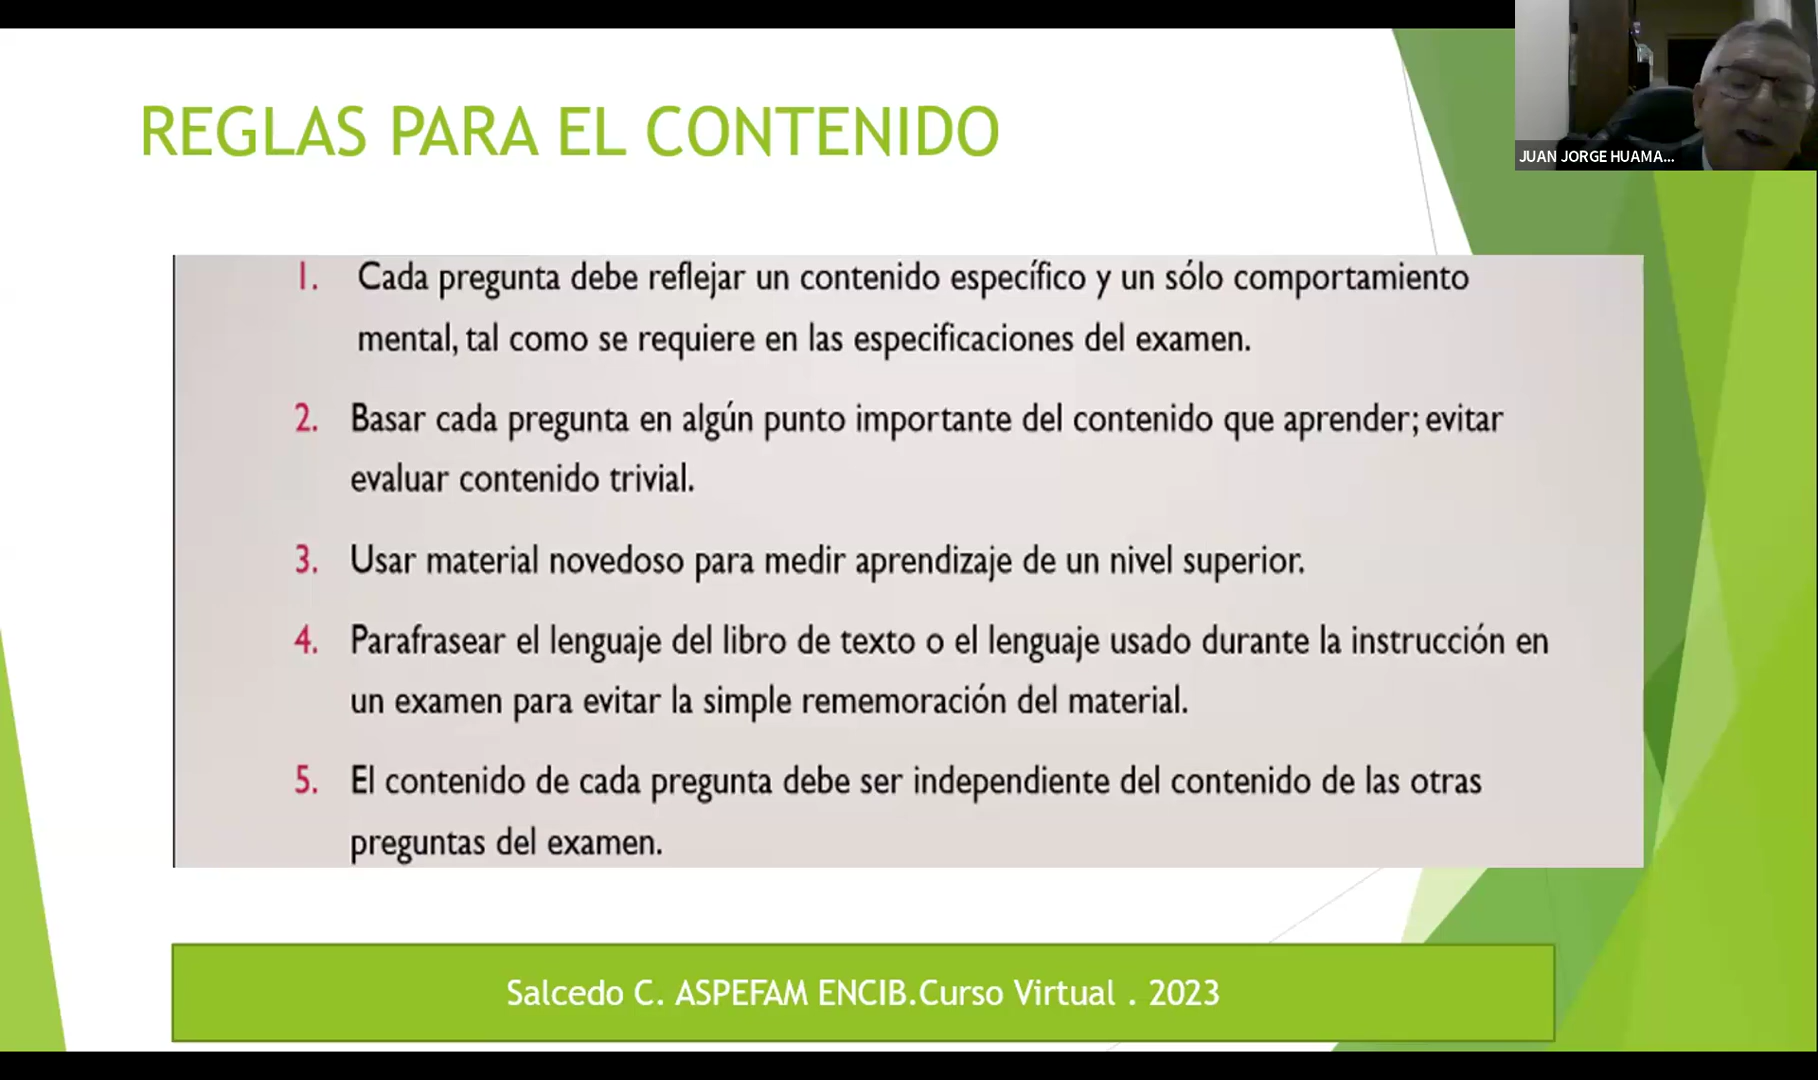 REGLAS PARA EL CONTENIDO
JUAN JORGE HUAMA...
1. Cada pregunta debe reflejar un contenido específico y un sólo comportamiento
mental, tal como se requiere en las especificaciones del examen.
2. Basar cada pregunta en algún punto importante del contenido que aprender; evitar
evaluar contenido trivial.
3. Usar material novedoso para medir aprendizaje de un nivel superior.
4. Parafrasear el lenguaje del libro de texto o el lenguaje usado durante la instrucción en
un examen para evitar la simple rememoración del material.
5. El contenido de cada pregunta debe ser independiente del contenido de las otras
preguntas del examen.
Salcedo C. ASPEFAM ENCIB.Curso Virtual . 2023